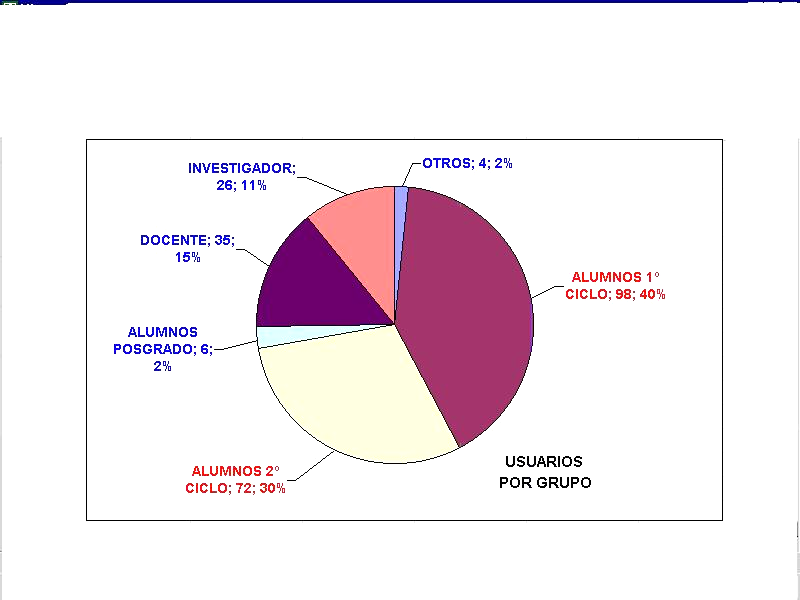 INVESTIGADOR;
26; 11%
OTROS; 4; 2%
DOCENTE; 35;
15%
ALUMNOS 1°
CICLO; 98; 40%
ALUMNOS
POSGRADO; 6;
2%
ALUMNOS 2°
CICLO; 72; 30%
USUARIOS
POR GRUPO